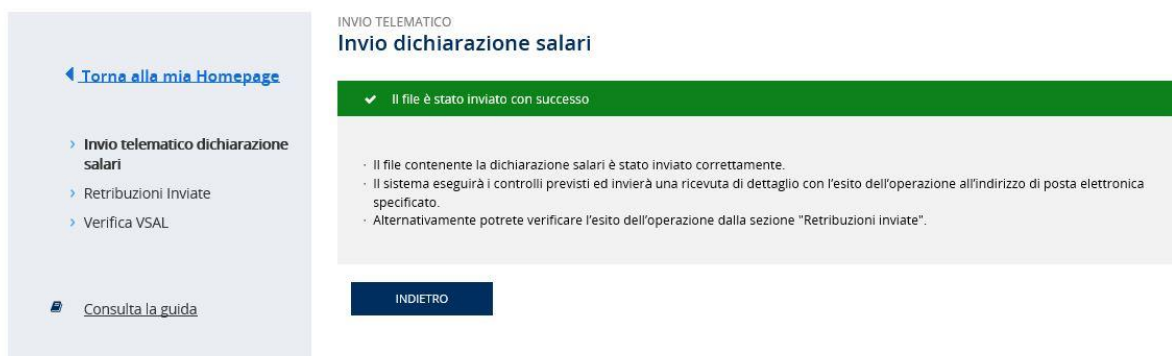 INVIO TELEMATICO
Invio dichiarazione salari
Torna alla mia Homepage
Il file è stato inviato con successo
Invio telematico dichiarazione
salari
Retribuzioni Inviate
Verifica VSAL
· Il file contenente la dichiarazione salari è stato inviato correttamente.
· Il sistema eseguirà i controlli previsti ed invierà una ricevuta di dettaglio con l'esito dell'operazione all'indirizzo di posta elettronica
specificato.
· Alternativamente potrete verificare l'esito dell'operazione dalla sezione "Retribuzioni inviate".
INDIETRO
Consulta la guida